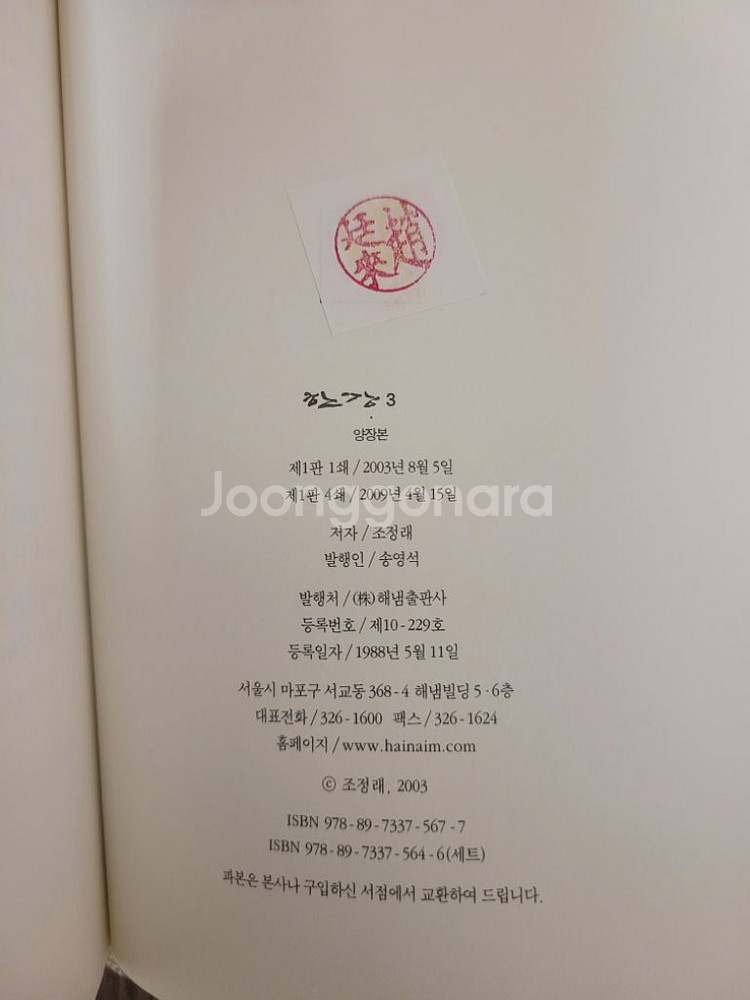 趙廷來
한강 3
양장본
제1판 1쇄 / 2003년 8월 5일
Joonggonara
제1판 4쇄 / 2009년 4월 15일
저자 / 조정래
발행인 / 송영석
발행처 / (株)해냄출판사
등록번호 / 제10-229호
등록일자 / 1988년 5월 11일
서울시 마포구 서교동 368-4 해냄빌딩 5·6층
대표전화 / 326-1600 팩스 / 326-1624
홈페이지 / www.hainaim.com
ⓒ 조정래, 2003
ISBN 978-89-7337-567-7
ISBN 978-89-7337-564-6(세트)
파본은 본사나 구입하신 서점에서 교환하여 드립니다.